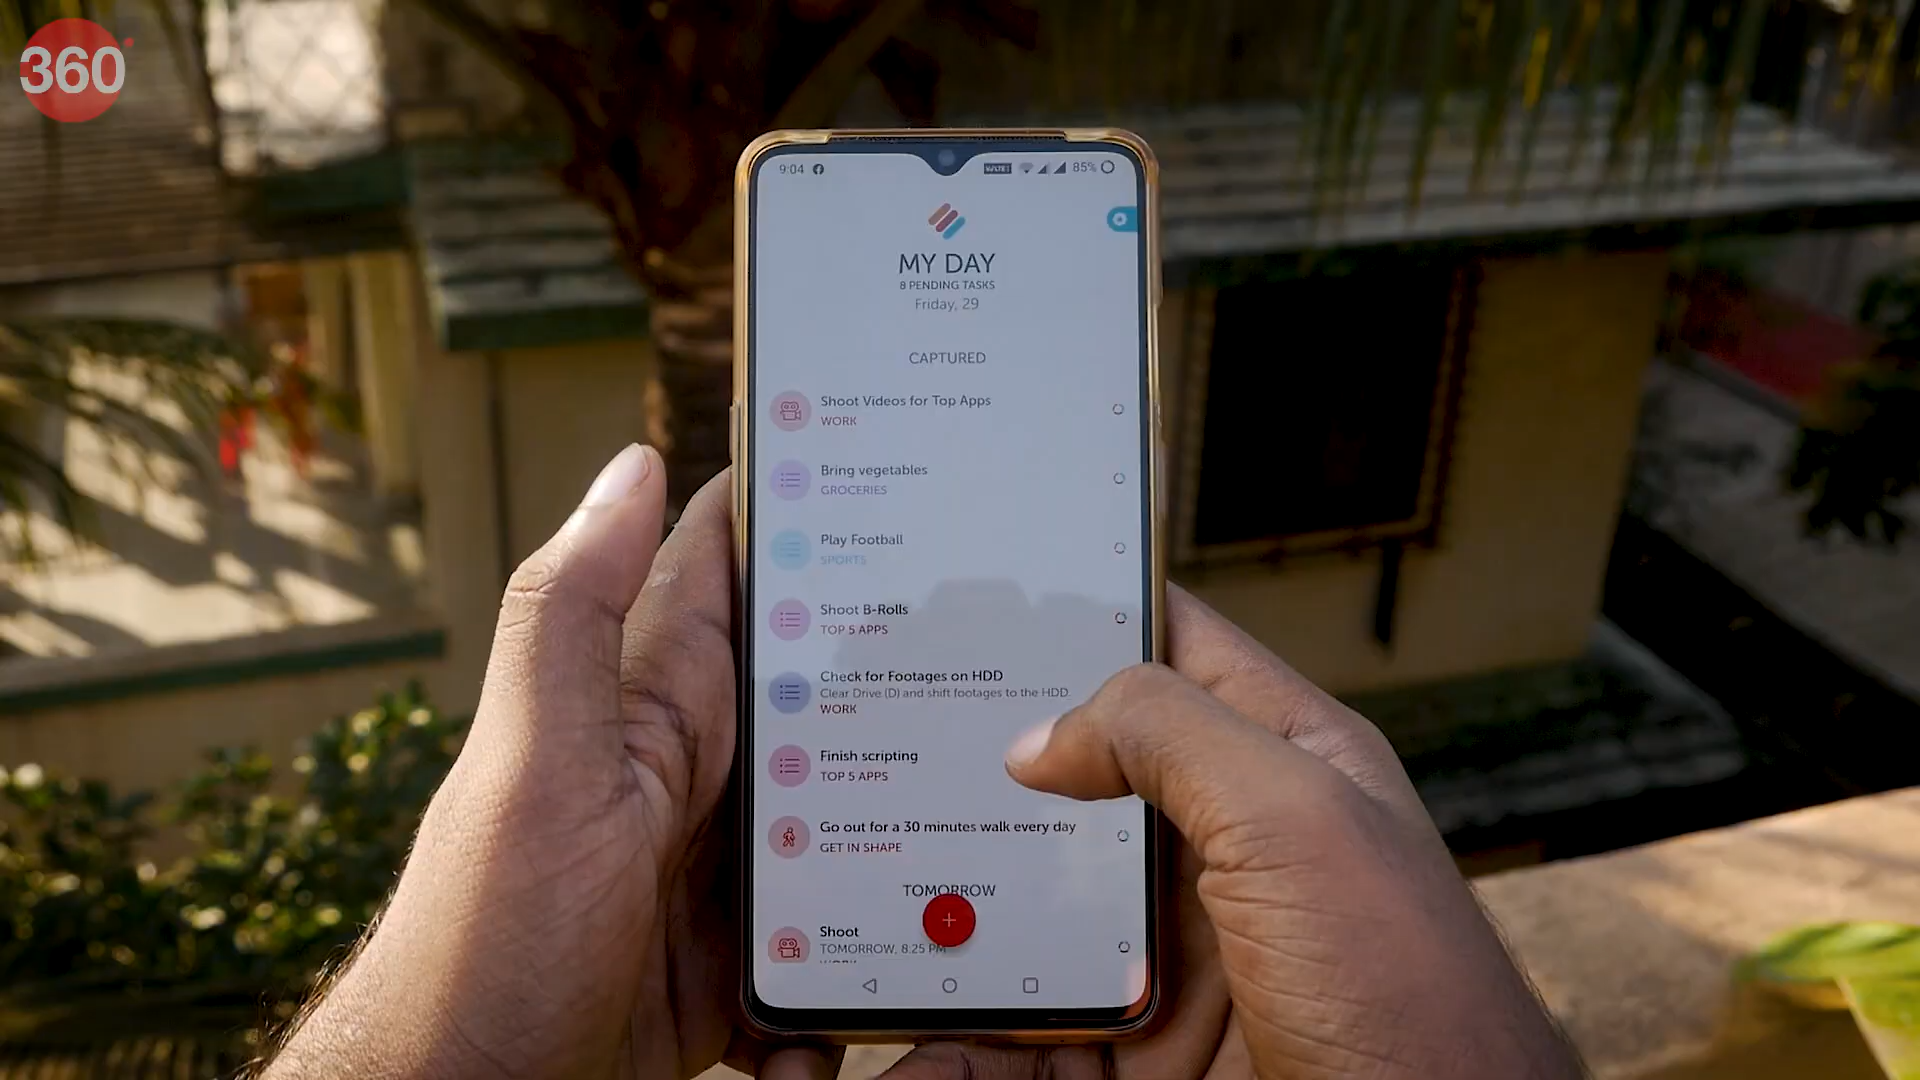 360
9:04
VoLTE 85%
MY DAY
8 PENDING TASKS
Friday, 29
CAPTURED
Shoot Videos for Top Apps
WORK
Bring vegetables
GROCERIES
Play Football
SPORTS
Shoot B-Rolls
TOP 5 APPS
Check for Footages on HDD
Clear Drive (D) and shift footages to the HDD.
WORK
Finish scripting
TOP 5 APPS
Go out for a 30 minutes walk every day
GET IN SHAPE
TOMORROW
+
Shoot
TOMORROW, 8.25 PM
WORK